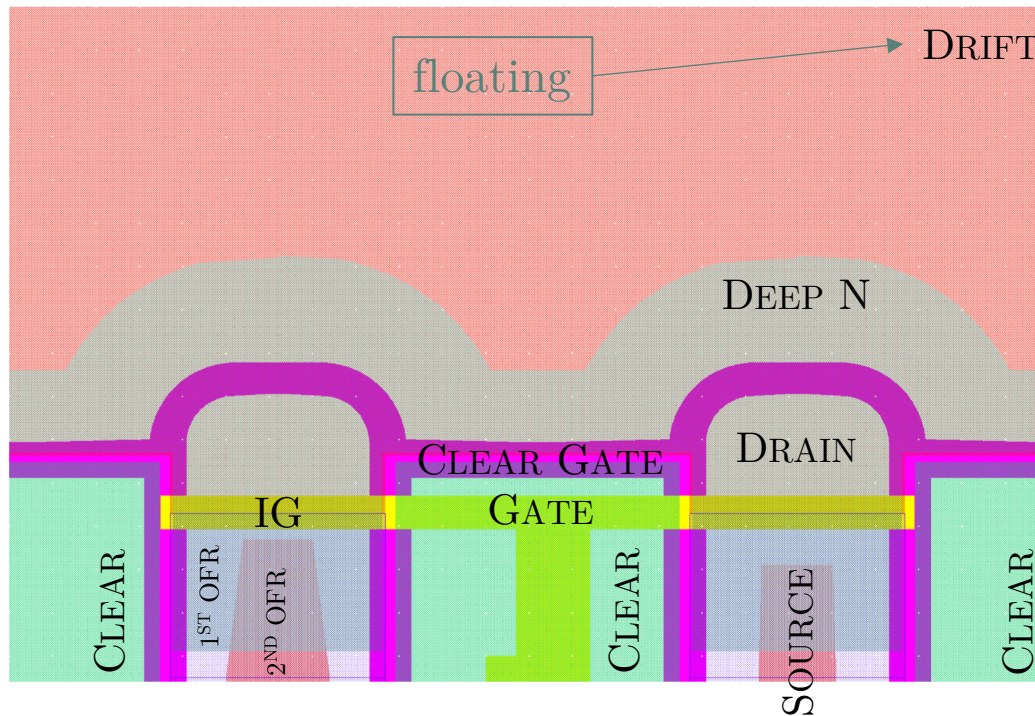 floating
DRIFT
DEEP N
DRAIN
CLEAR GATE
IG
GATE
CLEAR
1ST OFR
2ND OFR
CLEAR
SOURCE
CLEAR